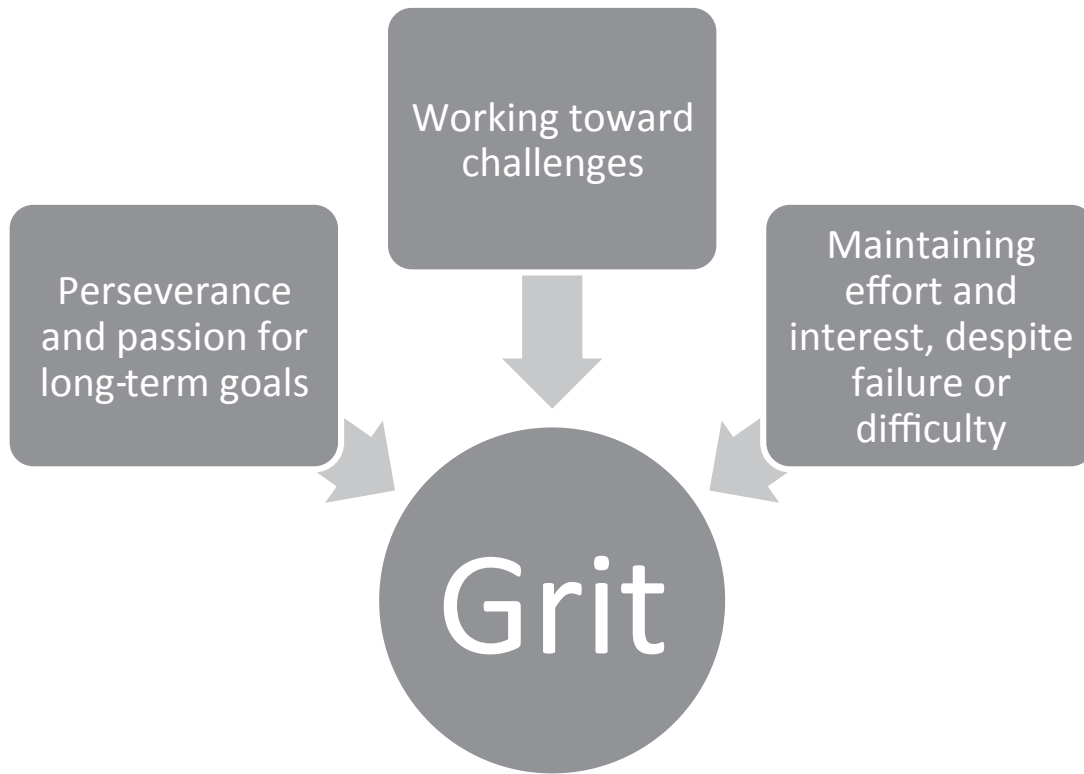 Working toward
challenges
Perseverance
and passion for
long-term goals
Maintaining
effort and
interest, despite
failure or
difficulty
Grit